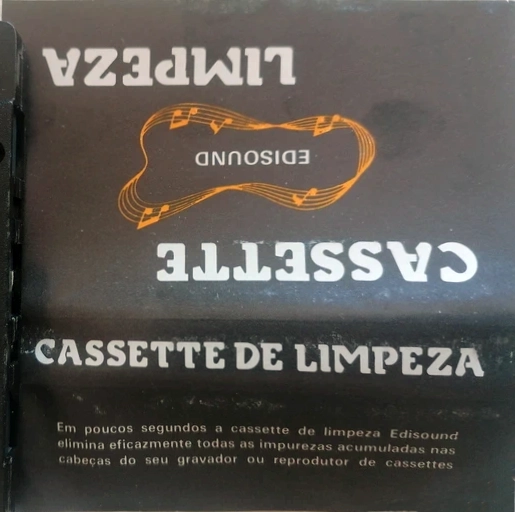 CASSETTE
EDISOUND
LIMPEZA
CASSETTE DE LIMPEZA
Em poucos segundos a cassette de limpeza Edisound
elimina eficazmente todas as impurezas acumuladas nas
cabeças do seu gravador ou reprodutor de cassettes